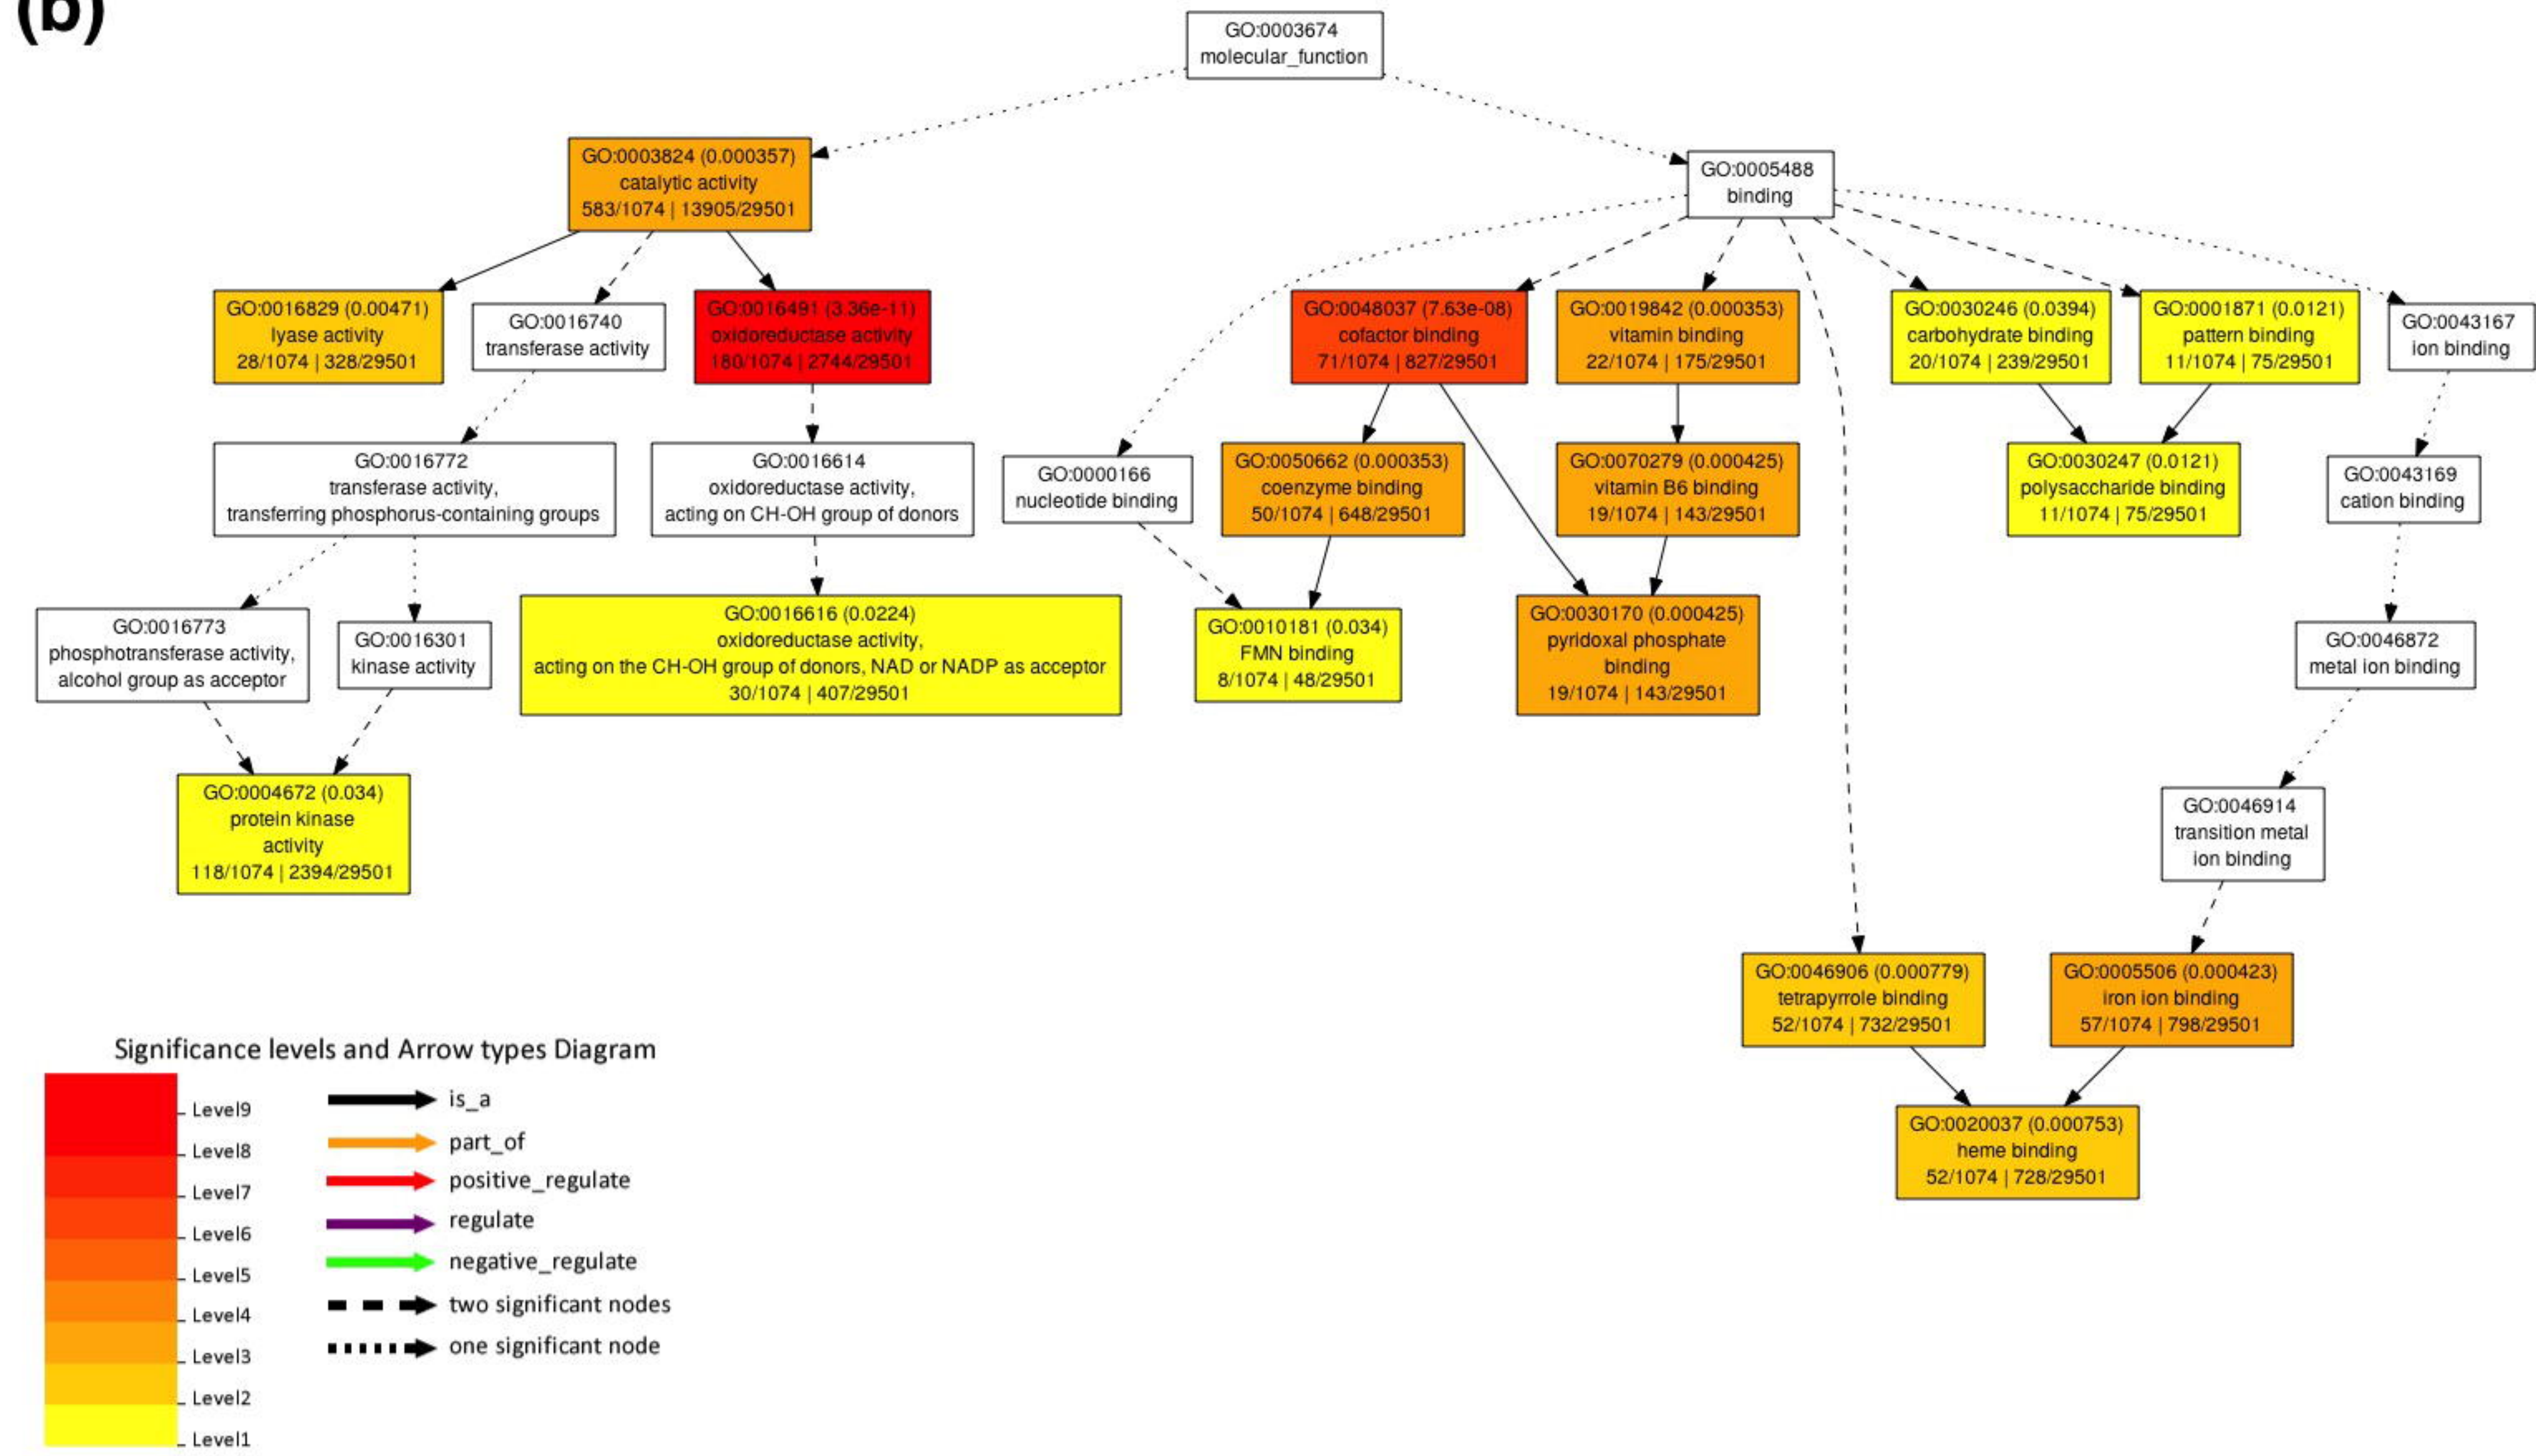 (b)
GO:0003674
molecular_function
GO:0003824 (0.000357)
catalytic activity
583/1074 | 13905/29501
GO:0005488
binding
GO:0016829 (0.00471)
lyase activity
28/1074 | 328/29501
GO:0016740
transferase activity
GO:0016491 (3.36e-11)
oxidoreductase activity
180/1074 | 2744/29501
GO:0048037 (7.63e-08)
cofactor binding
71/1074 | 827/29501
GO:0019842 (0.000353)
vitamin binding
22/1074 | 175/29501
GO:0030246 (0.0394)
carbohydrate binding
20/1074 | 239/29501
GO:0001871 (0.0121)
pattern binding
11/1074 | 75/29501
GO:0043167
ion binding
GO:0016772
transferase activity,
transferring phosphorus-containing groups
GO:0016614
oxidoreductase activity,
acting on CH-OH group of donors
GO:0000166
nucleotide binding
GO:0050662 (0.000353)
coenzyme binding
50/1074 | 648/29501
GO:0070279 (0.000425)
vitamin B6 binding
19/1074 | 143/29501
GO:0030247 (0.0121)
polysaccharide binding
11/1074 | 75/29501
GO:0043169
cation binding
GO:0016773
phosphotransferase activity,
alcohol group as acceptor
GO:0016301
kinase activity
GO:0016616 (0.0224)
oxidoreductase activity,
acting on the CH-OH group of donors, NAD or NADP as acceptor
30/1074 | 407/29501
GO:0010181 (0.034)
FMN binding
8/1074 | 48/29501
GO:0030170 (0.000425)
pyridoxal phosphate
binding
19/1074 | 143/29501
GO:0046872
metal ion binding
GO:0004672 (0.034)
protein kinase
activity
118/1074 | 2394/29501
GO:0046914
transition metal
ion binding
GO:0046906 (0.000779)
tetrapyrrole binding
52/1074 | 732/29501
GO:0005506 (0.000423)
iron ion binding
57/1074 | 798/29501
GO:0020037 (0.000753)
heme binding
52/1074 | 728/29501
Significance levels and Arrow types Diagram
Level9
Level8
Level7
Level6
Level5
Level4
Level3
Level2
Level1
is_a
part_of
positive_regulate
regulate
negative_regulate
two significant nodes
one significant node